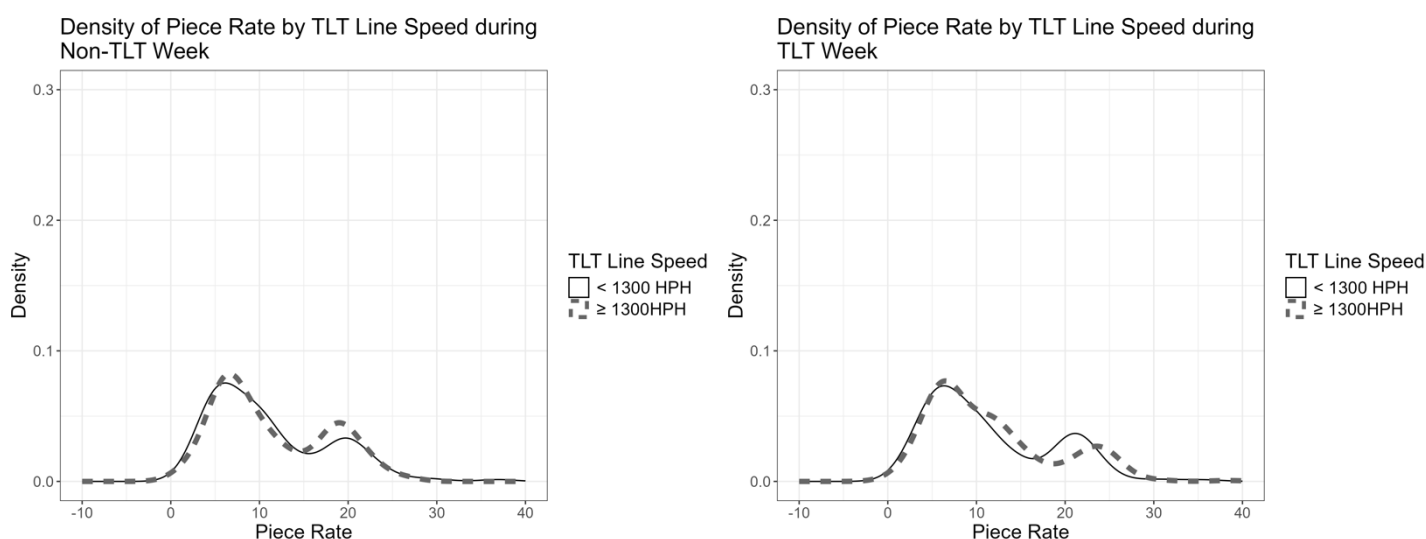 Density of Piece Rate by TLT Line Speed during
Non-TLT Week
0.3
0.2
0.1
0.0
Density
-10 0 10 20 30 40
Piece Rate
TLT Line Speed
< 1300 HPH
≥ 1300HPH
Density of Piece Rate by TLT Line Speed during
TLT Week
0.3
0.2
0.1
0.0
Density
-10 0 10 20 30 40
Piece Rate
TLT Line Speed
< 1300 HPH
≥ 1300HPH